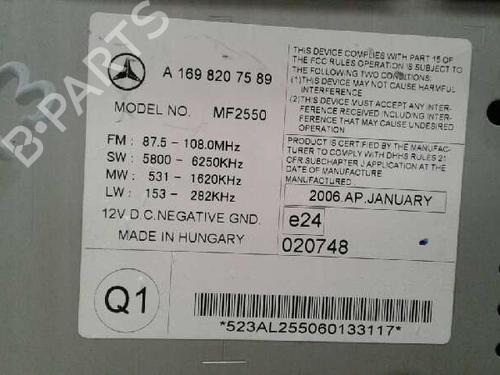 A 169 820 75 89
MODEL NO. MF2550
FM: 87.5 - 108.0MHz
SW: 5800 - 6250KHz
MW: 531 - 1620KHz
LW: 153 - 282KHz
12V D.C.NEGATIVE GND.
MADE IN HUNGARY
THIS DEVICE COMPLIES WITH PART 15 OF
THE FCC RULES OPERATION IS SUBJECT TO
THE FOLLOWING TWO CONDITIONS:
(1)THIS DEVICE MAY NOT CAUSE HARMFUL
INTERFERENCE
(2)THIS DEVICE MUST ACCEPT ANY INTER-
FERENCE RECEIVED INCLUDING INTER-
FERENCE THAT MAY CAUSE UNDESIRED
OPERATION
PRODUCT IS CERTIFIED BY THE MANUFAC-
TURER TO COMPLY WITH DHHS RULES 21
CFR SUBCHAPTER J APPLICATION AT THE
DATE OF MANUFACTURE
MANUFACTURED:
2006.AP.JANUARY
e24
020748
Q1
*523AL255060133117*
B-PARTS